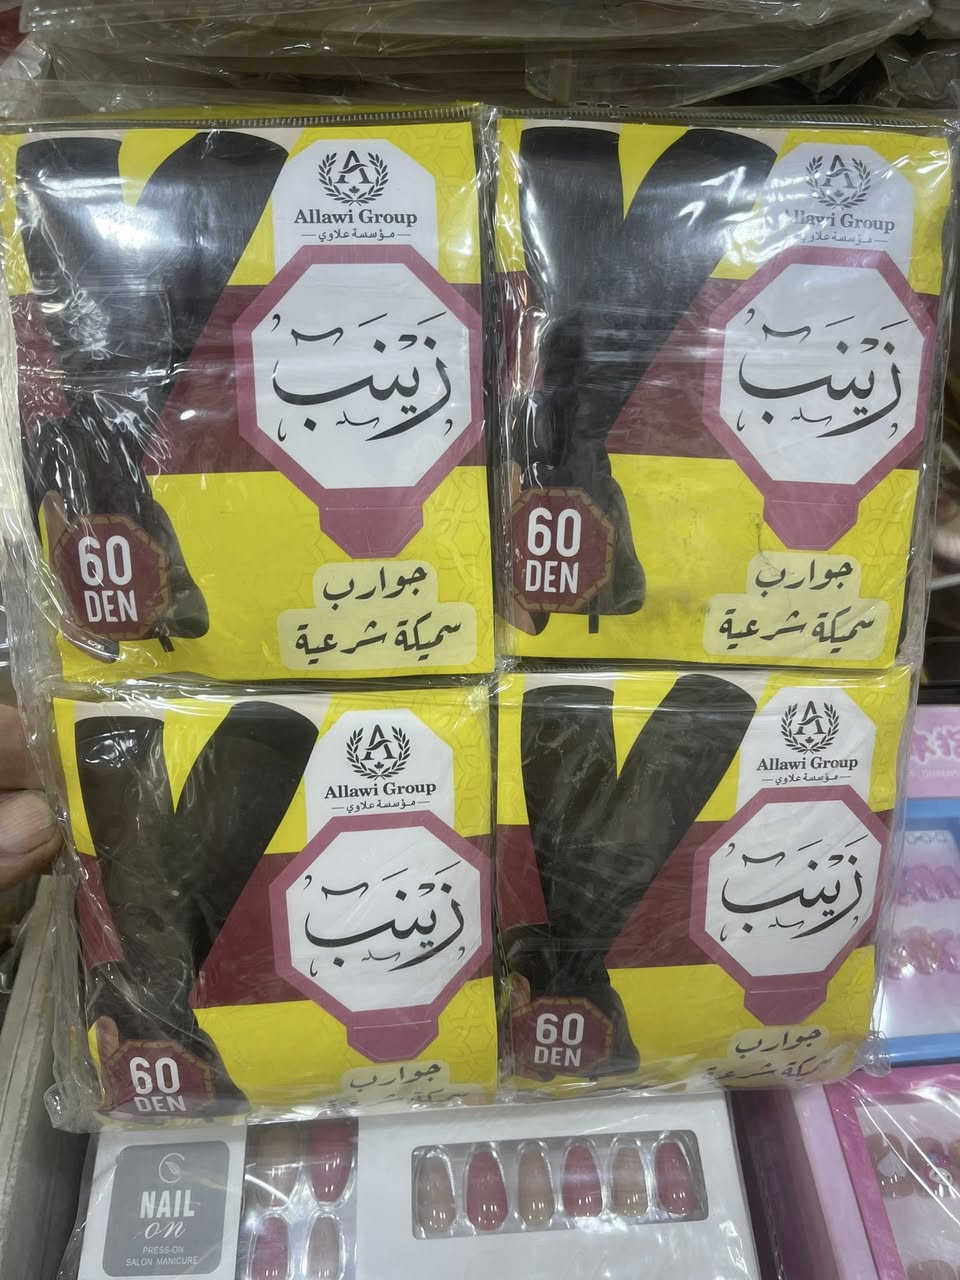 Allawi Group
مؤسسة علاوي
زَيْنَب
60
DEN
جوارب
سميكة شرعية
Allawi Group
مؤسسة علاوي
زَيْنَب
60
DEN
جوارب
سميكة شرعية
Allawi Group
مؤسسة علاوي
زَيْنَب
60
DEN
جوارب
Allawi Group
مؤسسة علاوي
زَيْنَب
60
DEN
جوارب
سميكة شرعية
NAIL
on
PRESS-ON
SALON MANICURE